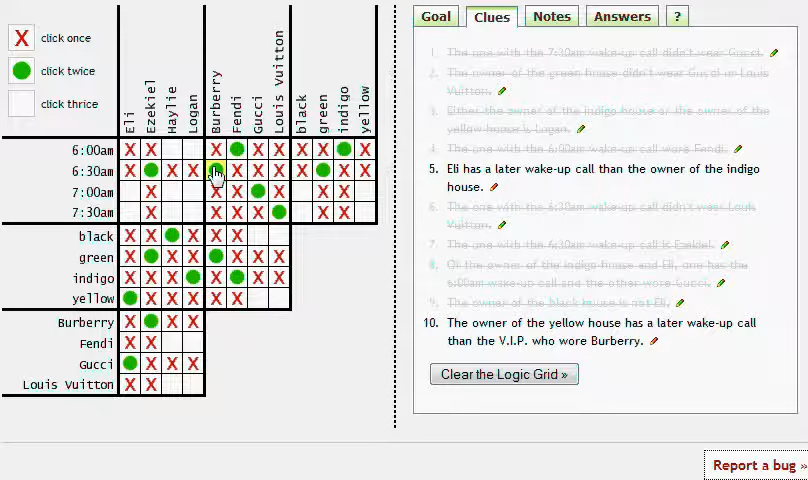 click once
click twice
click thrice
Eli Ezekiel Haylie Logan Burberry Fendi Gucci Louis Vuitton black green indigo yellow
6:00am X X X X X X X X
6:30am X X X X X X X X X
7:00am X X X X X X
7:30am X X X X X X
black X X X X X
green X X X X X X
indigo X X X X X X
yellow X X X X X
Burberry X X X
Fendi X X
Gucci X X X
Louis Vuitton X X
Goal Clues Notes Answers ?
1. The one with the 7:30am wake-up call didn't wear Gucci.
2. The owner of the green house didn't wear Gucci or Louis
Vuitton.
3. Either the owner of the indigo house or the owner of the
yellow house is Logan.
4. The one with the 6:00am wake-up call wore Fendi.
5. Eli has a later wake-up call than the owner of the indigo
house.
6. The one with the 6:30am wake-up call didn't wear Louis
Vuitton.
7. The one with the 6:30am wake-up call is Ezekiel.
8. Of the owner of the indigo house and Eli, one has the
6:00am wake-up call and the other wore Gucci.
9. The owner of the black house is not Eli.
10. The owner of the yellow house has a later wake-up call
than the V.I.P. who wore Burberry.
Clear the Logic Grid »
Report a bug »